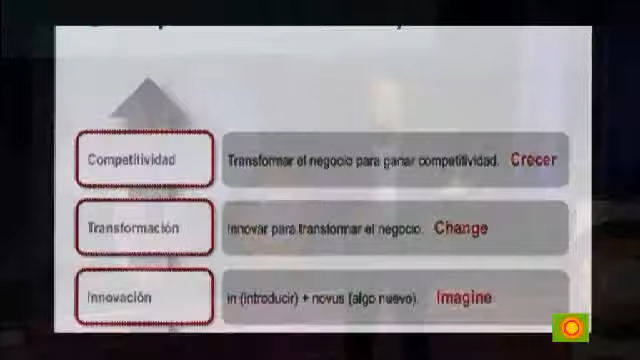 Competitividad
Transformar el negocio para ganar competitividad. Crecer
Transformación
Innovar para transformar el negocio. Change
Innovación
in (introducir) + novus (algo nuevo). Imagine